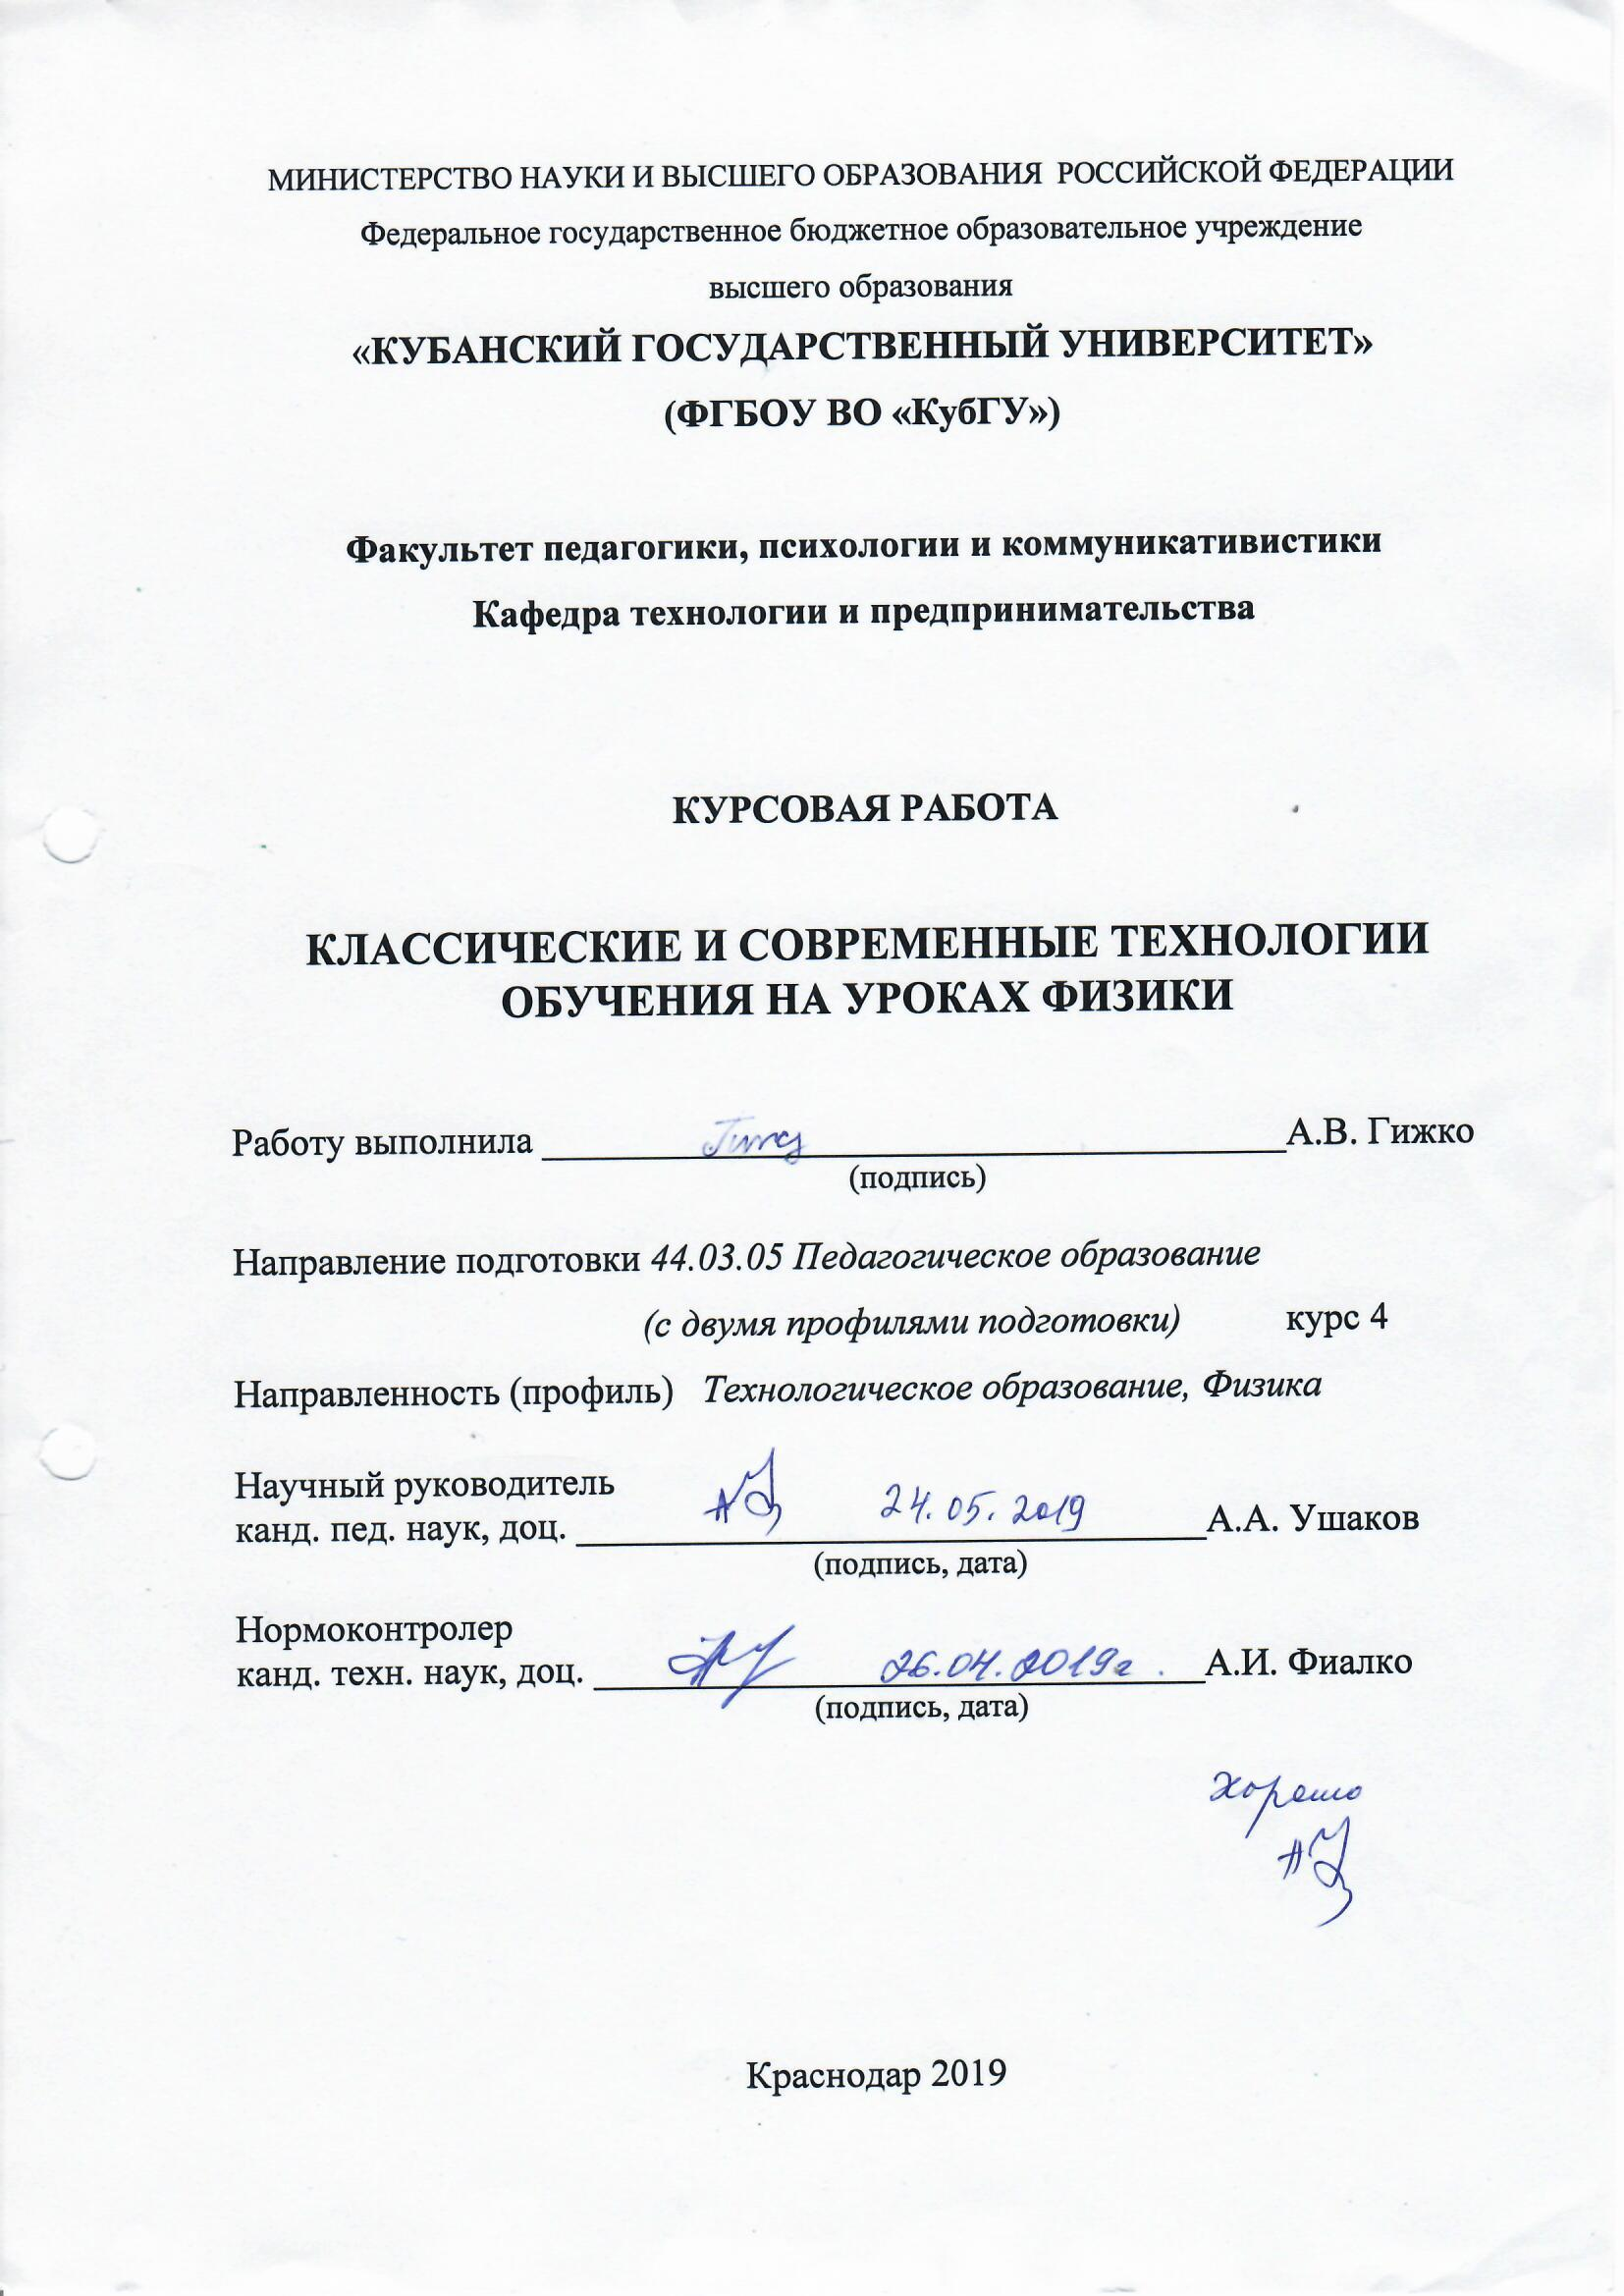 МИНИСТЕРСТВО НАУКИ И ВЫСШЕГО ОБРАЗОВАНИЯ РОССИЙСКОЙ ФЕДЕРАЦИИ
Федеральное государственное бюджетное образовательное учреждение
высшего образования
«КУБАНСКИЙ ГОСУДАРСТВЕННЫЙ УНИВЕРСИТЕТ»
(ФГБОУ ВО «КубГУ»)
Факультет педагогики, психологии и коммуникативистики
Кафедра технологии и предпринимательства
КУРСОВАЯ РАБОТА
КЛАССИЧЕСКИЕ И СОВРЕМЕННЫЕ ТЕХНОЛОГИИ
ОБУЧЕНИЯ НА УРОКАХ ФИЗИКИ
Работу выполнила А.В. Гижко
(подпись)
Направление подготовки 44.03.05 Педагогическое образование
(с двумя профилями подготовки) курс 4
Направленность (профиль) Технологическое образование, Физика
Научный руководитель
канд. пед. наук, доц. 24.05.2019 А.А. Ушаков
(подпись, дата)
Нормоконтролер
канд. техн. наук, доц. 26.04.2019г. А.И. Фиалко
(подпись, дата)
Хорошо
Краснодар 2019